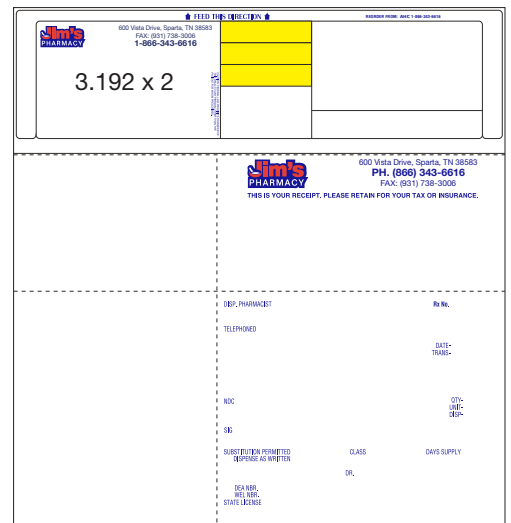 FEED THIS DIRECTION
REORDER FROM: AHC 1-866-343-6616
Jim's
PHARMACY
600 Vista Drive, Sparta, TN 38583
FAX: (931) 738-3006
1-866-343-6616
3.192 x 2
Jim's
PHARMACY
600 Vista Drive, Sparta, TN 38583
PH. (866) 343-6616
FAX: (931) 738-3006
THIS IS YOUR RECEIPT. PLEASE RETAIN FOR YOUR TAX OR INSURANCE.
DISP. PHARMACIST
Rx No.
TELEPHONED
DATE-
TRANS-
NDC
QTY-
UNIT-
DISP-
SIG
SUBSTITUTION PERMITTED CLASS DAYS SUPPLY
DISPENSE AS WRITTEN
DR.
DEA NBR.
WEL NBR-
STATE LICENSE